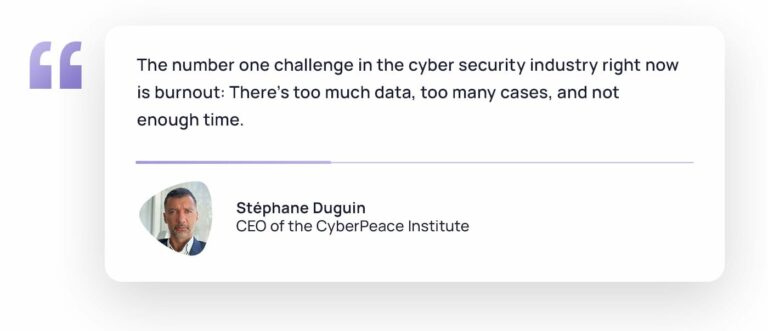 The number one challenge in the cyber security industry right now
is burnout: There's too much data, too many cases, and not
enough time.
Stéphane Duguin
CEO of the CyberPeace Institute